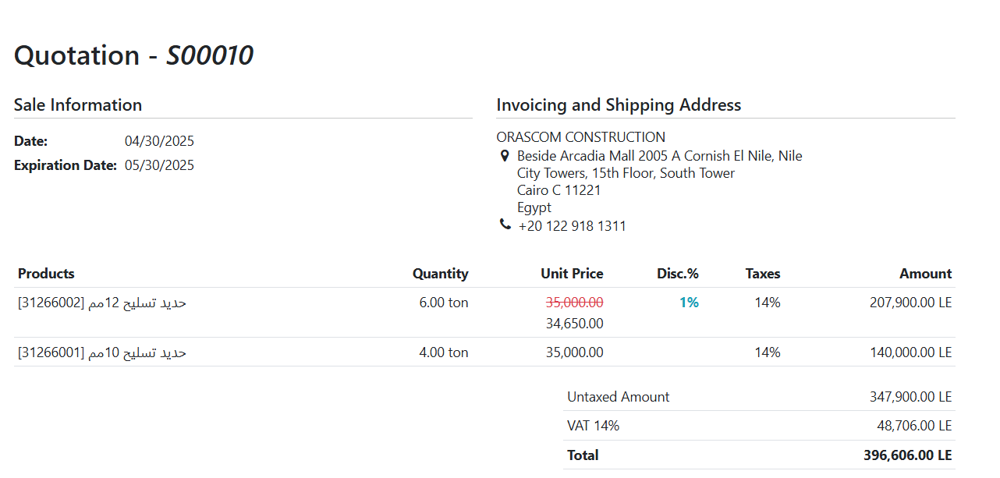 Quotation - S00010
Sale Information
Date: 04/30/2025
Expiration Date: 05/30/2025
Invoicing and Shipping Address
ORASCOM CONSTRUCTION
Beside Arcadia Mall 2005 A Cornish El Nile, Nile
City Towers, 15th Floor, South Tower
Cairo C 11221
Egypt
+20 122 918 1311
Products Quantity Unit Price Disc.% Taxes Amount
[31266002] حديد تسليح 12مم 6.00 ton 35,000.00 1% 14% 207,900.00 LE
34,650.00
[31266001] حديد تسليح 10مم 4.00 ton 35,000.00 14% 140,000.00 LE
Untaxed Amount 347,900.00 LE
VAT 14% 48,706.00 LE
Total 396,606.00 LE